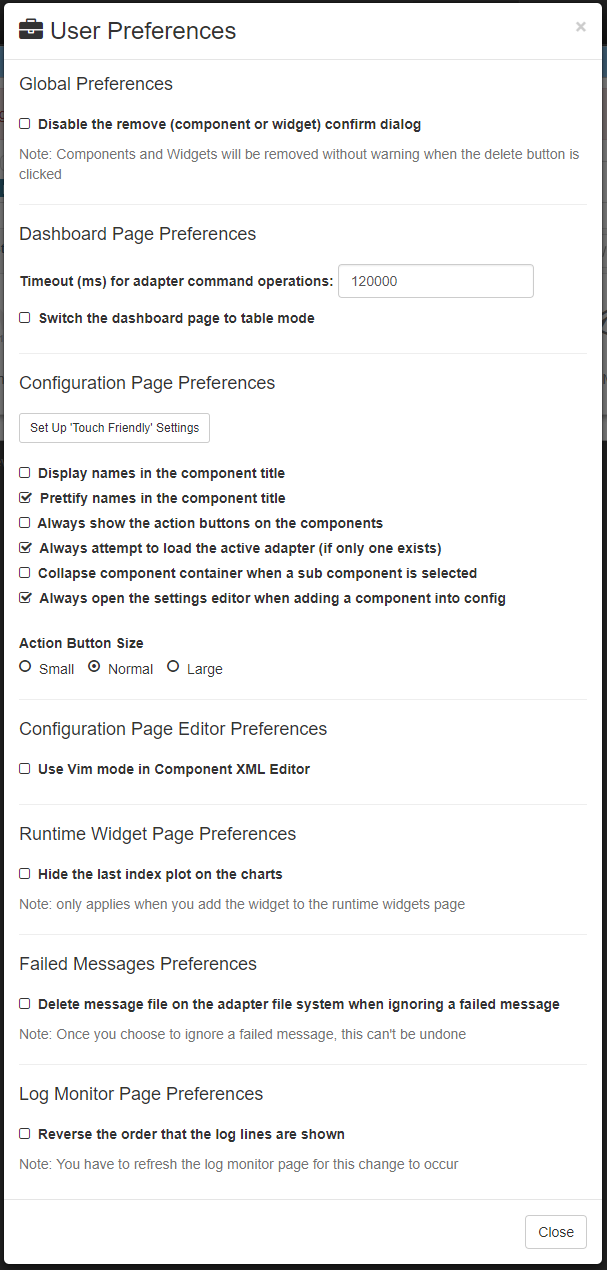 User Preferences
×
Global Preferences
Disable the remove (component or widget) confirm dialog
Note: Components and Widgets will be removed without warning when the delete button is
clicked
Dashboard Page Preferences
Timeout (ms) for adapter command operations: 120000
Switch the dashboard page to table mode
Configuration Page Preferences
Set Up 'Touch Friendly' Settings
Display names in the component title
Prettify names in the component title
Always show the action buttons on the components
Always attempt to load the active adapter (if only one exists)
Collapse component container when a sub component is selected
Always open the settings editor when adding a component into config
Action Button Size
Small Normal Large
Configuration Page Editor Preferences
Use Vim mode in Component XML Editor
Runtime Widget Page Preferences
Hide the last index plot on the charts
Note: only applies when you add the widget to the runtime widgets page
Failed Messages Preferences
Delete message file on the adapter file system when ignoring a failed message
Note: Once you choose to ignore a failed message, this can't be undone
Log Monitor Page Preferences
Reverse the order that the log lines are shown
Note: You have to refresh the log monitor page for this change to occur
Close